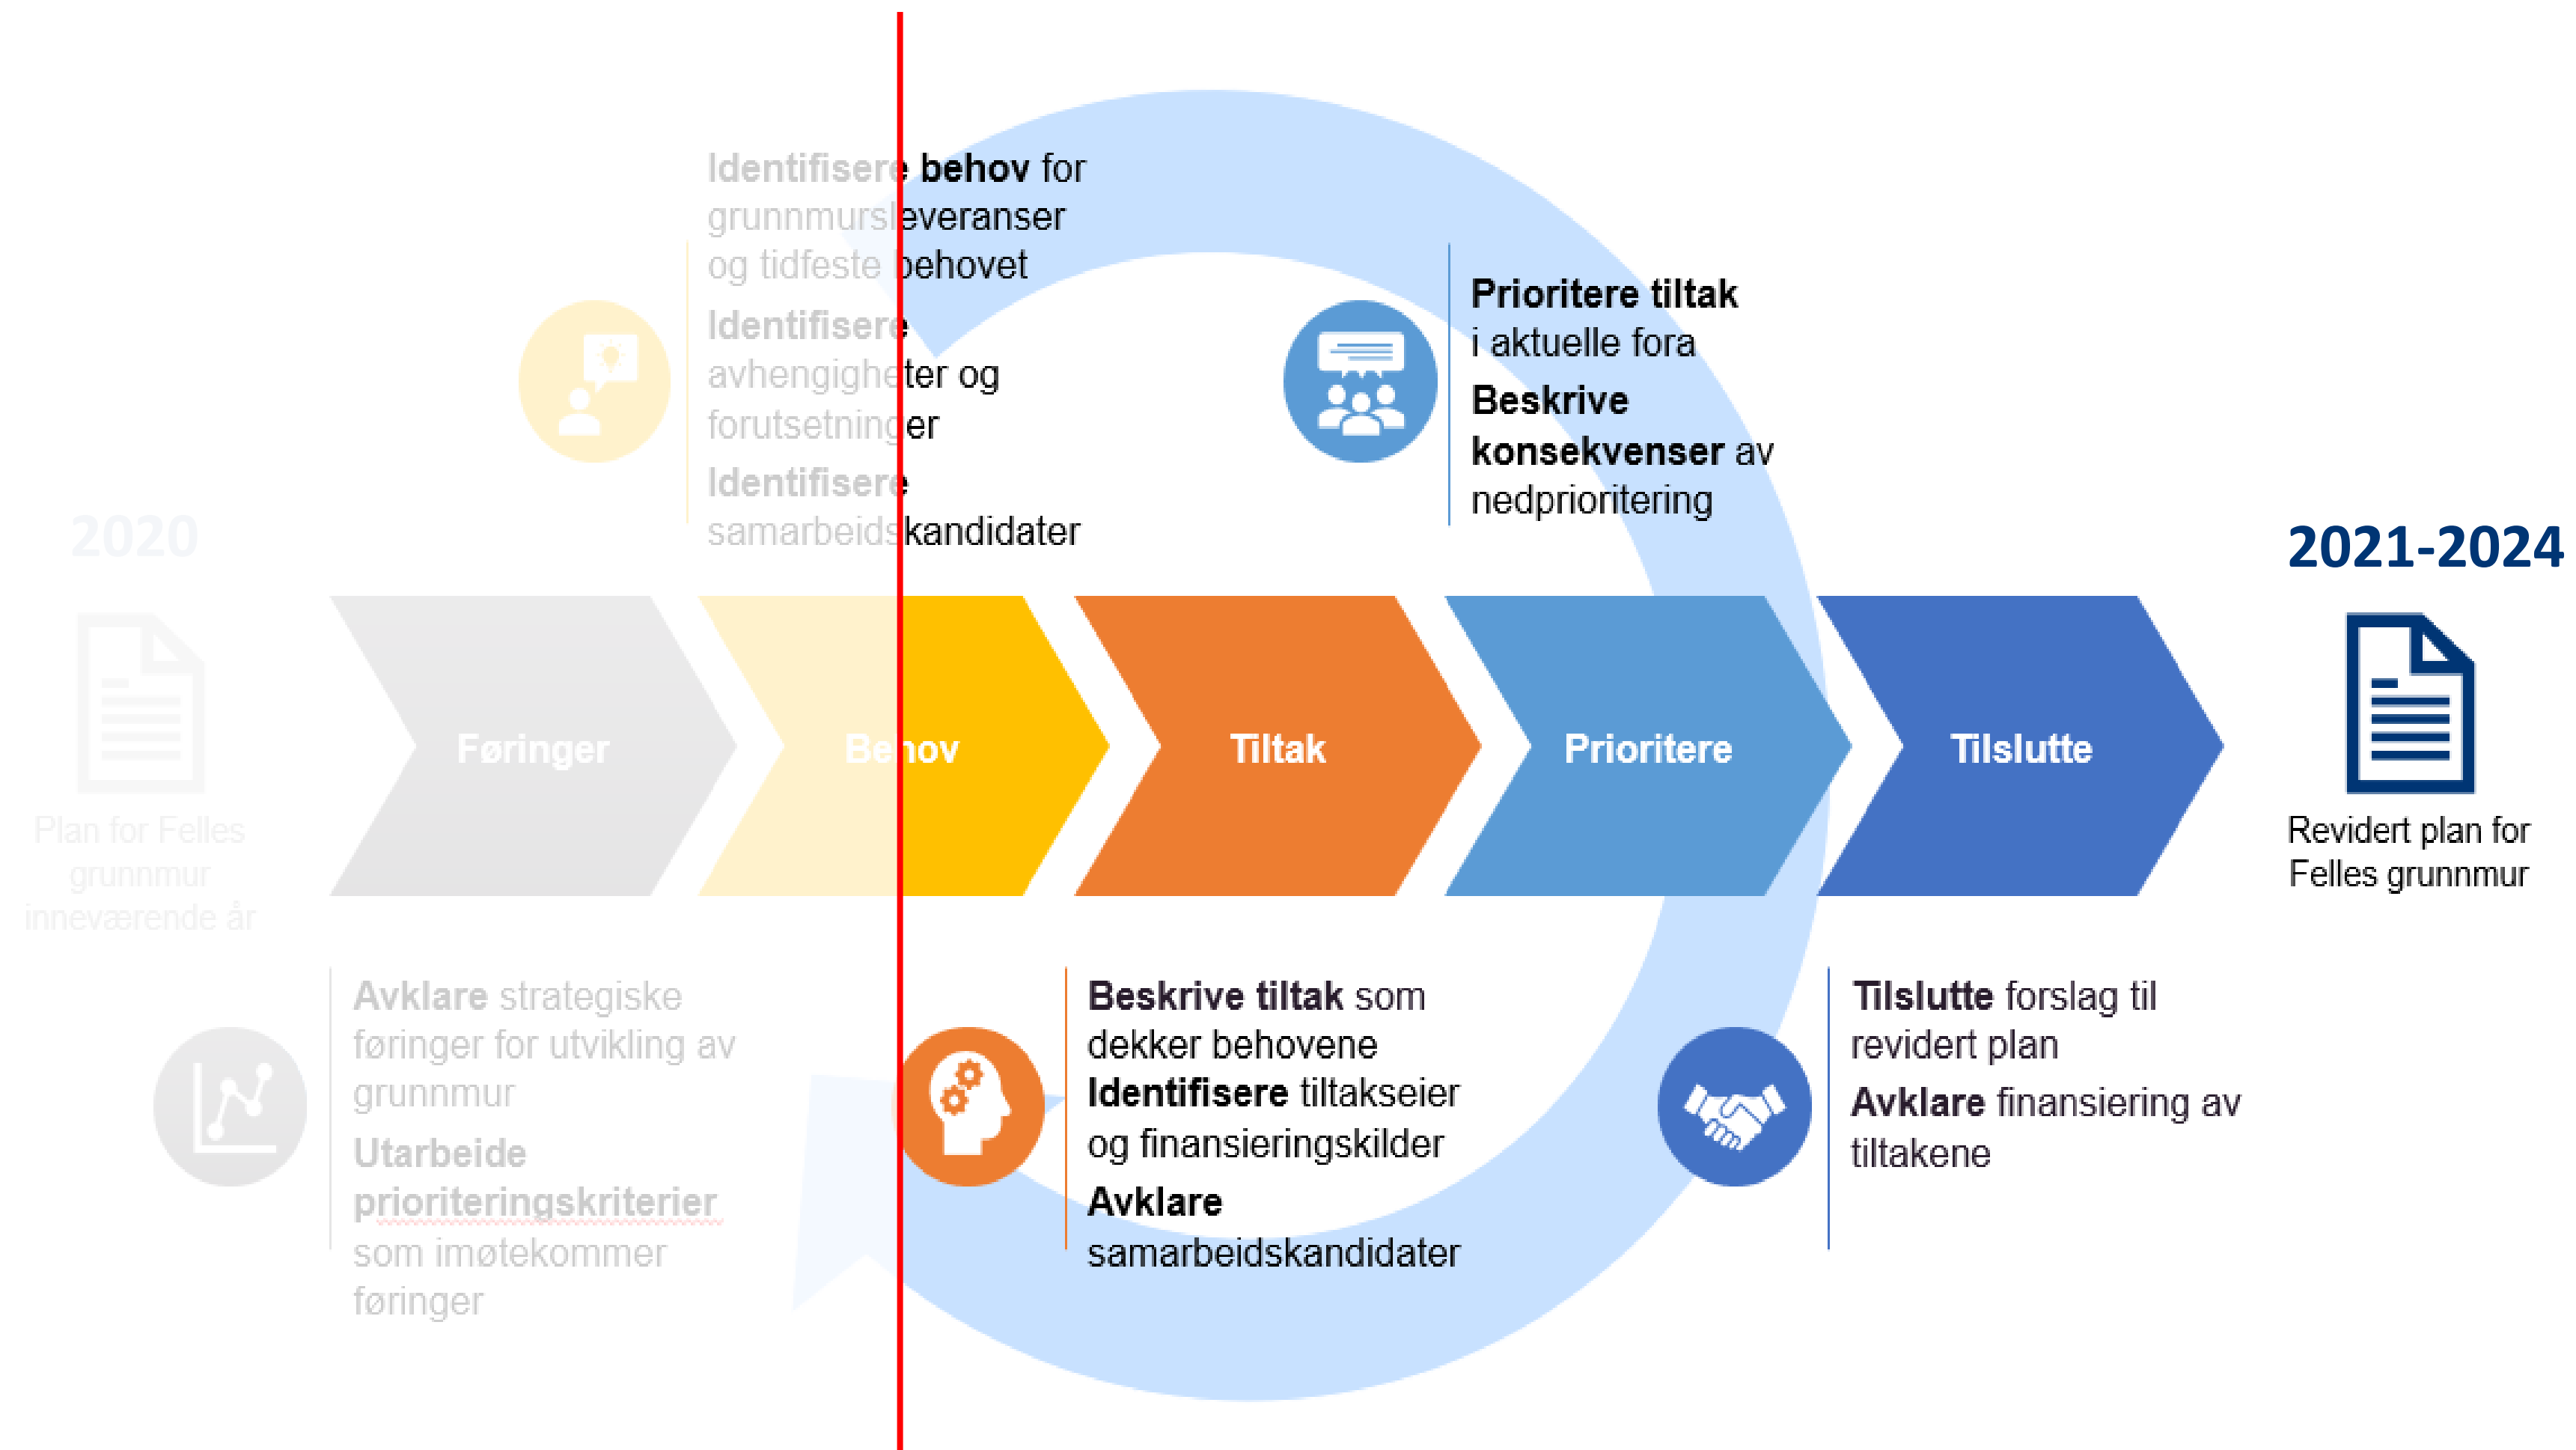 Identifisere behov for
grunnmursleveranser
og tidfeste behovet
Identifisere
avhengigheter og
forutsetninger
Identifisere
samarbeidskandidater
Prioritere tiltak
i aktuelle fora
Beskrive
konsekvenser av
nedprioritering
2020
2021-2024
Føringer
Behov
Tiltak
Prioritere
Tilslutte
Plan for Felles
grunnmur
inneværende år
Revidert plan for
Felles grunnmur
Avklare strategiske
føringer for utvikling av
grunnmur
Utarbeide
prioriteringskriterier
som imøtekommer
føringer
Beskrive tiltak som
dekker behovene
Identifisere tiltakseier
og finansieringskilder
Avklare
samarbeidskandidater
Tilslutte forslag til
revidert plan
Avklare finansiering av
tiltakene